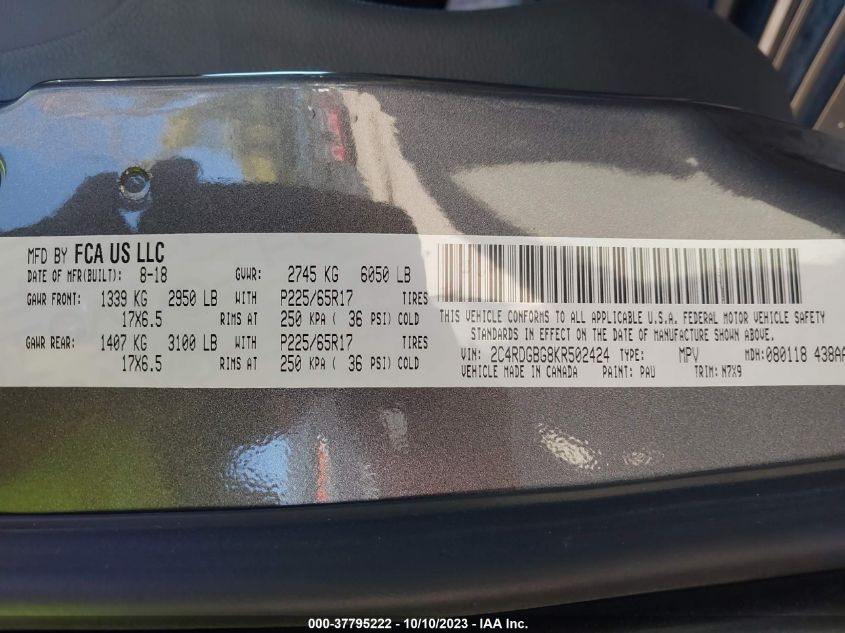 MFD BY FCA US LLC
DATE OF MFR(BUILT): 8-18 GVWR: 2745 KG 6050 LB
GAWR FRONT: 1339 KG 2950 LB WITH P225/65R17 TIRES
17X6.5 RIMS AT 250 KPA ( 36 PSI) COLD
GAWR REAR: 1407 KG 3100 LB WITH P225/65R17 TIRES
17X6.5 RIMS AT 250 KPA ( 36 PSI) COLD
THIS VEHICLE CONFORMS TO ALL APPLICABLE U.S.A. FEDERAL MOTOR VEHICLE SAFETY
STANDARDS IN EFFECT ON THE DATE OF MANUFACTURE SHOWN ABOVE.
VIN: 2C4RDGBG8KR502424 TYPE: MPV MDH:080118 438AA
VEHICLE MADE IN CANADA PAINT: PAU TRIM: N7X9
000-37795222 - 10/10/2023 - IAA Inc.